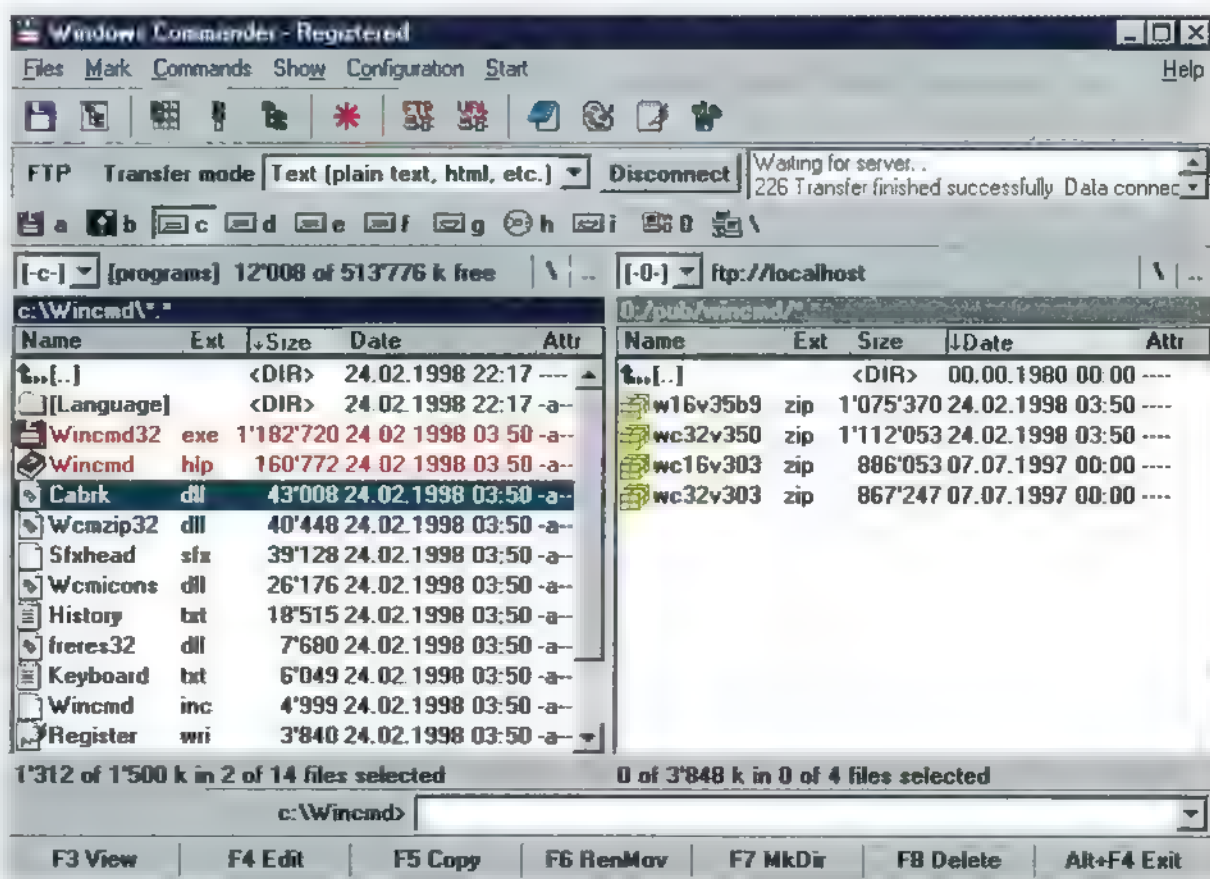 Windows Commander - Registered
Files Mark Commands Show Configuration Start Help
FTP Transfer mode Text (plain text, html, etc.) Disconnect Waiting for server. .
226 Transfer finished successfully Data connec
a b c d e f g h i 0 \
[-c-] [programs] 12'008 of 513'776 k free \ .. [-0-] ftp://localhost \ ..
c:\Wincmd\*.* 0:/pub/wincmd/*.*
Name Ext ↓Size Date Attr Name Ext Size ↓Date Attr
[..] <DIR> 24.02.1998 22:17 ---- [..] <DIR> 00.00.1980 00:00 ----
[Language] <DIR> 24.02.1998 22:17 -a-- w16v35b9 zip 1'075'370 24.02.1998 03:50 ----
Wincmd32 exe 1'182'720 24 02 1998 03 50 -a-- wc32v350 zip 1'112'053 24.02.1998 03:50 ----
Wincmd hlp 160'772 24 02 1998 03 50 -a-- wc16v303 zip 886'053 07.07.1997 00:00 ----
Cabrk dll 43'008 24.02.1998 03:50 -a-- wc32v303 zip 867'247 07.07.1997 00:00 ----
Wcmzip32 dll 40'448 24.02.1998 03:50 -a--
Sfxhead sfx 39'128 24.02.1998 03:50 -a--
Wcmicons dll 26'176 24.02.1998 03:50 -a--
History txt 18'515 24.02.1998 03:50 -a--
freres32 dll 7'680 24.02.1998 03:50 -a--
Keyboard txt 6'049 24.02.1998 03:50 -a--
Wincmd inc 4'999 24.02.1998 03:50 -a--
Register wri 3'840 24.02.1998 03:50 -a--
1'312 of 1'500 k in 2 of 14 files selected 0 of 3'848 k in 0 of 4 files selected
c:\Wincmd>
F3 View F4 Edit F5 Copy F6 RenMov F7 MkDir F8 Delete Alt+F4 Exit